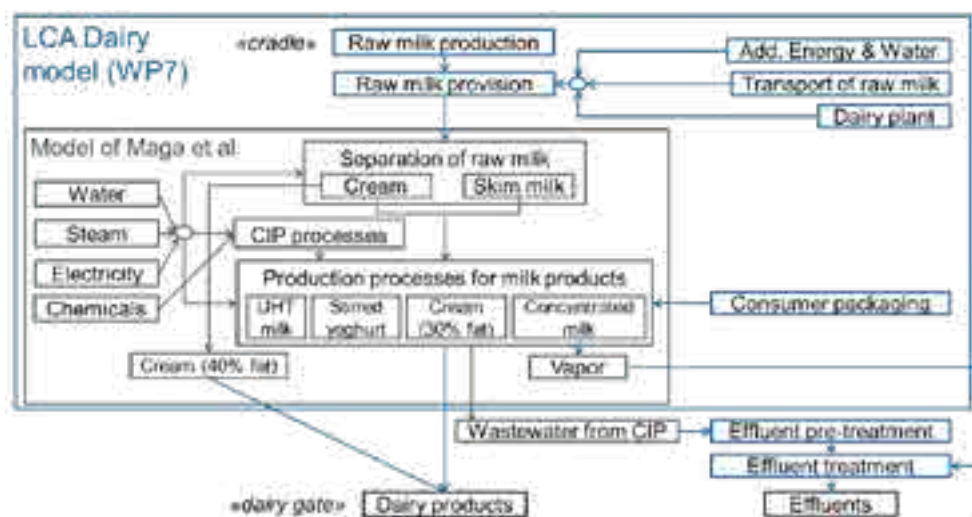 LCA Dairy
model (WP7)
«cradle»
Raw milk production
Raw milk provision
Add. Energy & Water
Transport of raw milk
Dairy plant
Model of Maga et al
Separation of raw milk
Cream
Skim milk
Water
Steam
Electricity
Chemicals
CIP processes
Production processes for milk products
UHT
milk
Stirred
yoghurt
Cream
(30% fat)
Concentrated
milk
Consumer packaging
Cream (40% fat)
Vapor
Wastewater from CIP
Effluent pre-treatment
Effluent treatment
«dairy gate»
Dairy products
Effluents